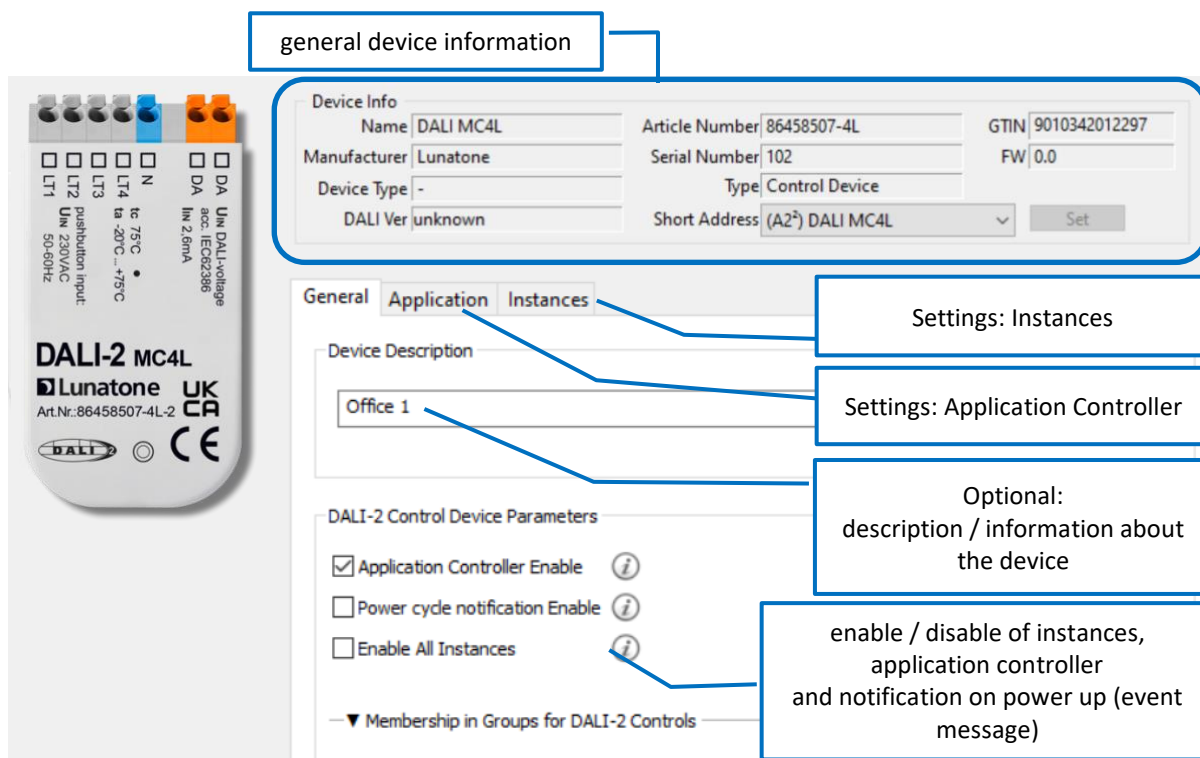 general device information
Device Info
Name DALI MC4L Article Number 86458507-4L GTIN 9010342012297
Manufacturer Lunatone Serial Number 102 FW 0.0
Device Type - Type Control Device
DALI Ver unknown Short Address (A2²) DALI MC4L Set
LT1
LT2
LT3
LT4
N
DA
DA
pushbutton input:
UIN 230VAC
50-60Hz
tc 75°C
ta -20°C ... +75°C
UIN DALI-voltage
acc. IEC62386
IIN 2,6mA
DALI-2 MC4L
Lunatone
UK
CA
Art.Nr.:86458507-4L-2
DALI 2
CE
General Application Instances
Settings: Instances
Device Description
Office 1
Settings: Application Controller
Optional:
description / information about
the device
DALI-2 Control Device Parameters
Application Controller Enable i
Power cycle notification Enable i
Enable All Instances i
enable / disable of instances,
application controller
and notification on power up (event
message)
▼ Membership in Groups for DALI-2 Controls